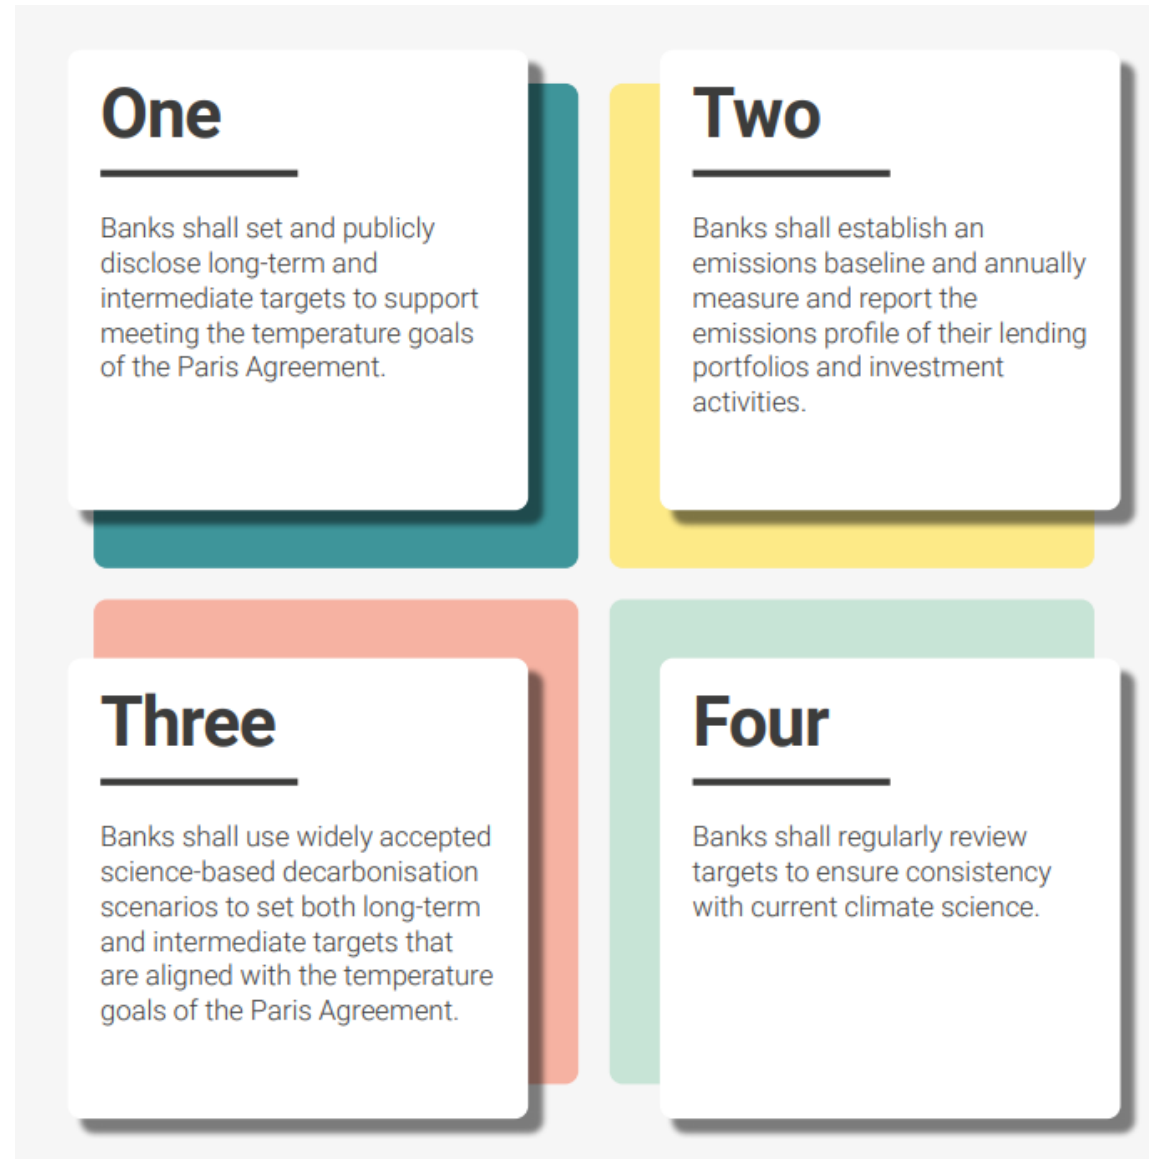 One
Banks shall set and publicly
disclose long-term and
intermediate targets to support
meeting the temperature goals
of the Paris Agreement.
Two
Banks shall establish an
emissions baseline and annually
measure and report the
emissions profile of their lending
portfolios and investment
activities.
Three
Banks shall use widely accepted
science-based decarbonisation
scenarios to set both long-term
and intermediate targets that
are aligned with the temperature
goals of the Paris Agreement.
Four
Banks shall regularly review
targets to ensure consistency
with current climate science.